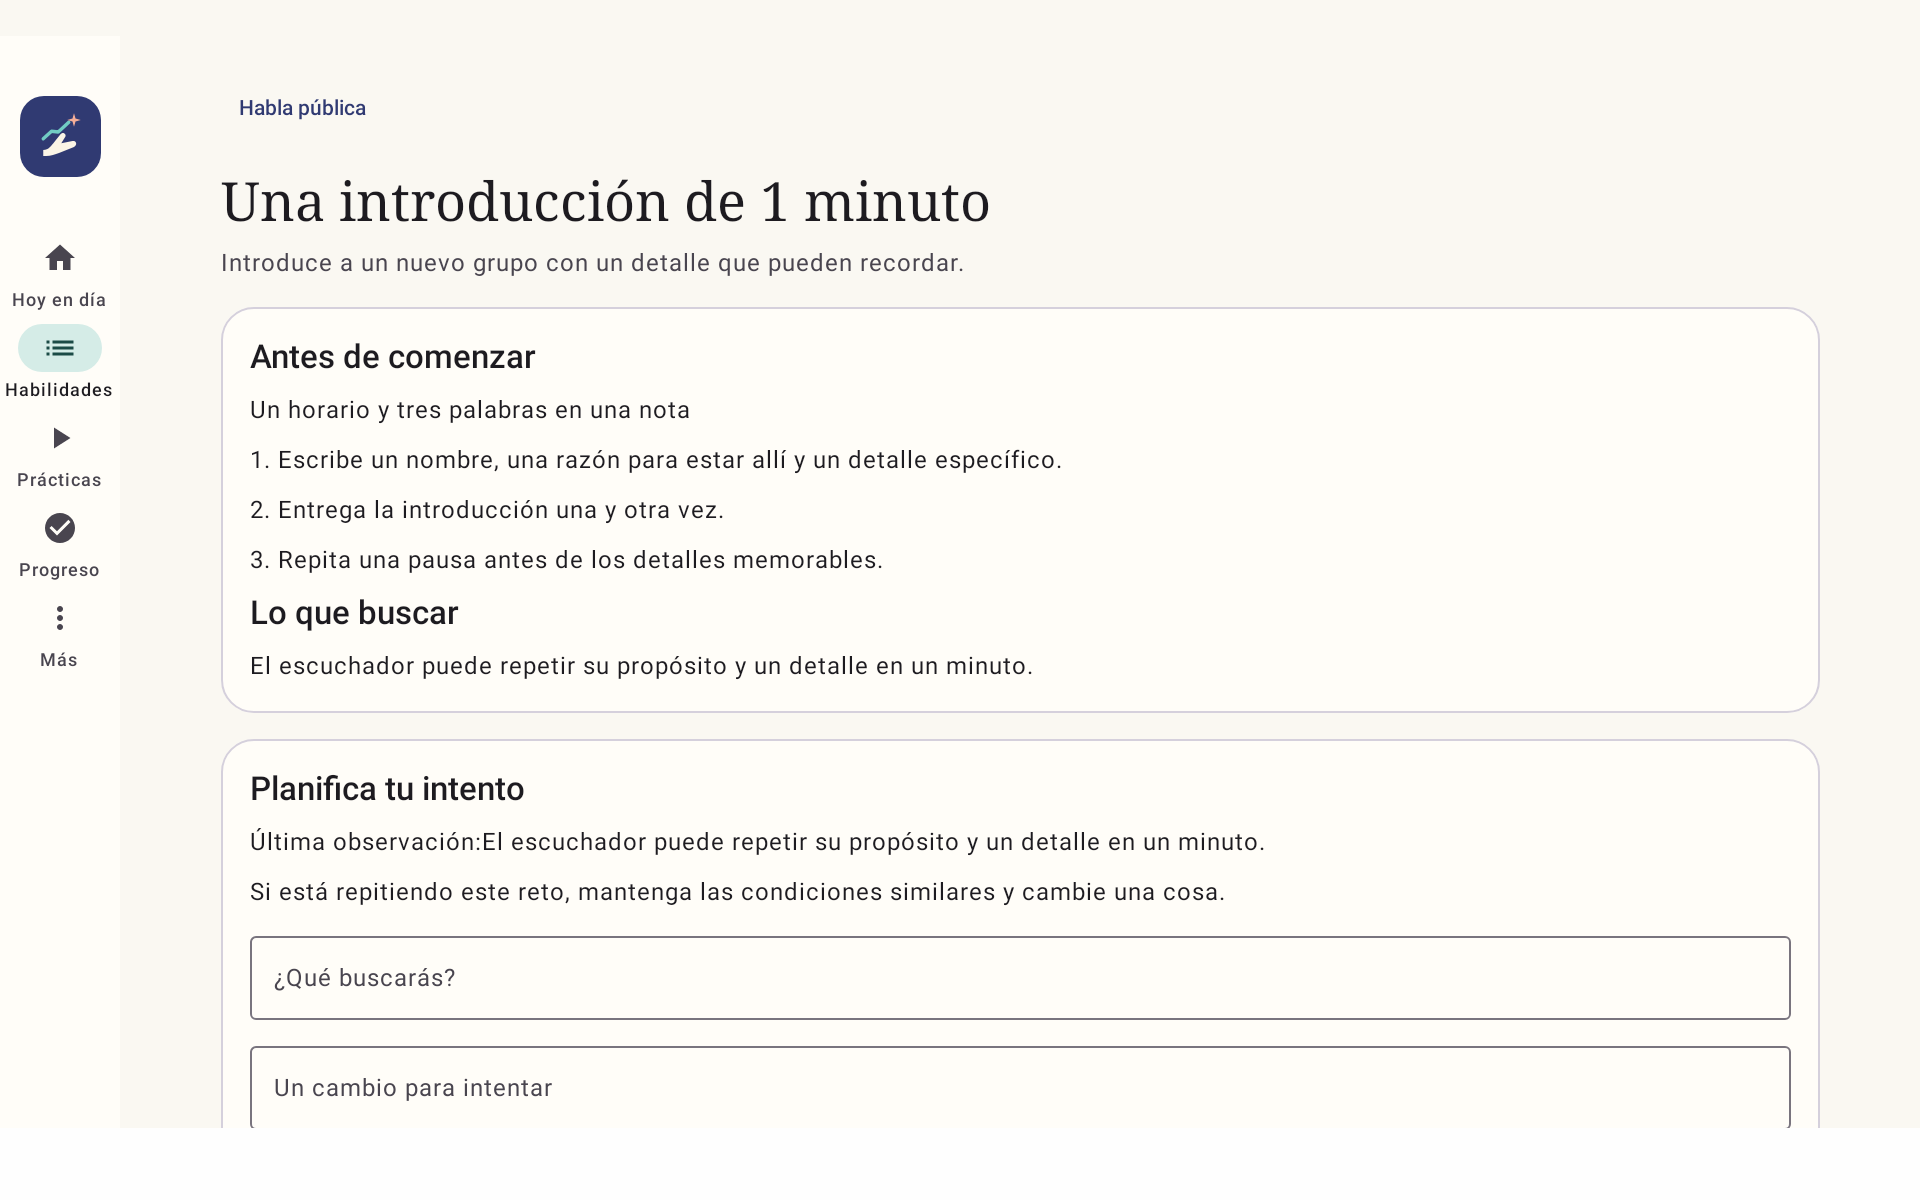 Habla pública
Una introducción de 1 minuto
Introduce a un nuevo grupo con un detalle que pueden recordar.
Hoy en día
Habilidades
Prácticas
Progreso
Más
Antes de comenzar
Un horario y tres palabras en una nota
1. Escribe un nombre, una razón para estar allí y un detalle específico.
2. Entrega la introducción una y otra vez.
3. Repita una pausa antes de los detalles memorables.
Lo que buscar
El escuchador puede repetir su propósito y un detalle en un minuto.
Planifica tu intento
Última observación:El escuchador puede repetir su propósito y un detalle en un minuto.
Si está repitiendo este reto, mantenga las condiciones similares y cambie una cosa.
¿Qué buscarás?
Un cambio para intentar